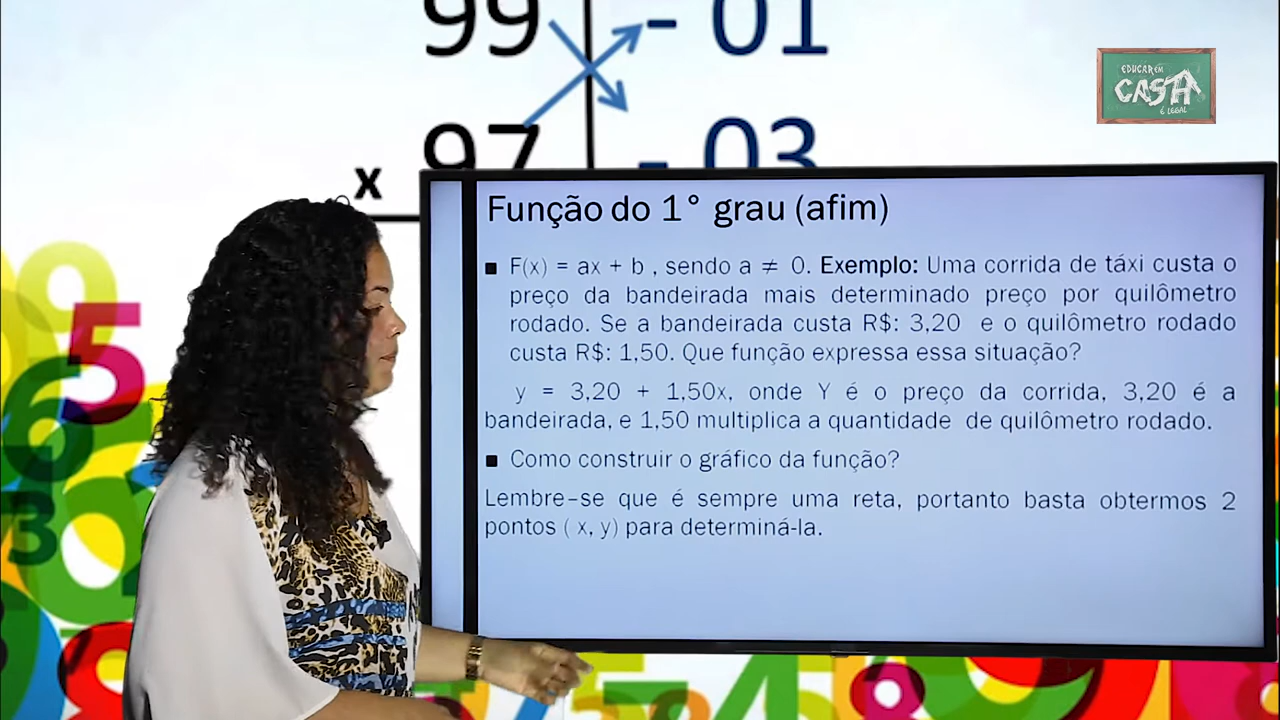 99 - 01
97 - 03
x
EDUCAR EM
CASA
É LEGAL
Função do 1° grau (afim)
F(x) = ax + b , sendo a ≠ 0. Exemplo: Uma corrida de táxi custa o
preço da bandeirada mais determinado preço por quilômetro
rodado. Se a bandeirada custa R$: 3,20 e o quilômetro rodado
custa R$: 1,50. Que função expressa essa situação?
y = 3,20 + 1,50x, onde Y é o preço da corrida, 3,20 é a
bandeirada, e 1,50 multiplica a quantidade de quilômetro rodado.
Como construir o gráfico da função?
Lembre-se que é sempre uma reta, portanto basta obtermos 2
pontos ( x, y) para determiná-la.